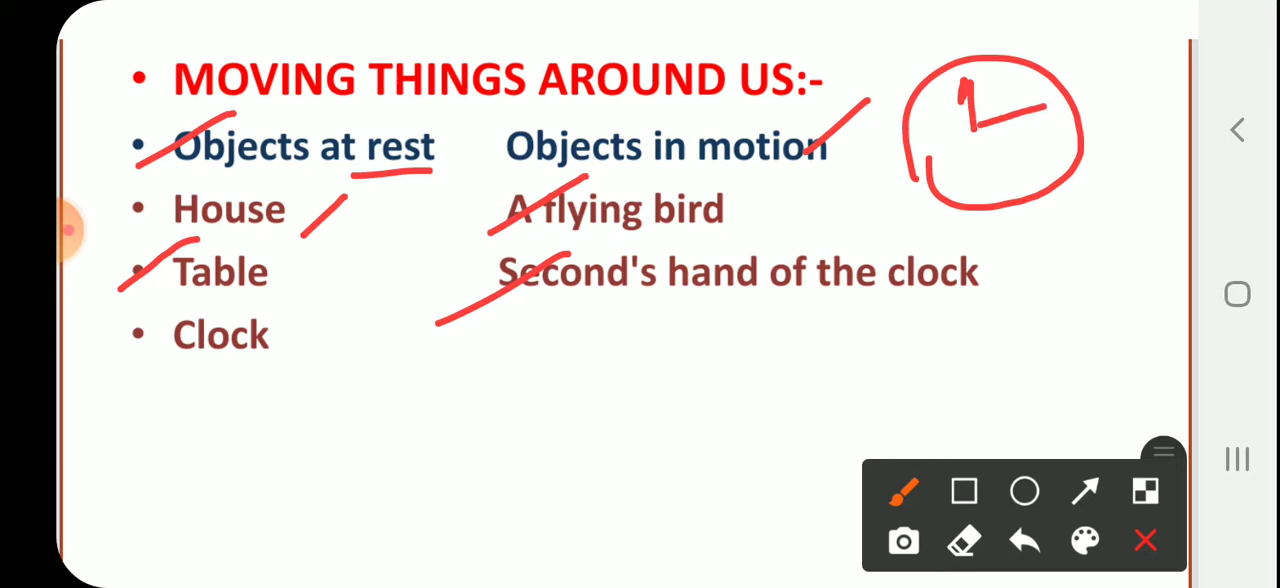 • MOVING THINGS AROUND US:-
• Objects at rest Objects in motion
• House A flying bird
• Table Second's hand of the clock
• Clock